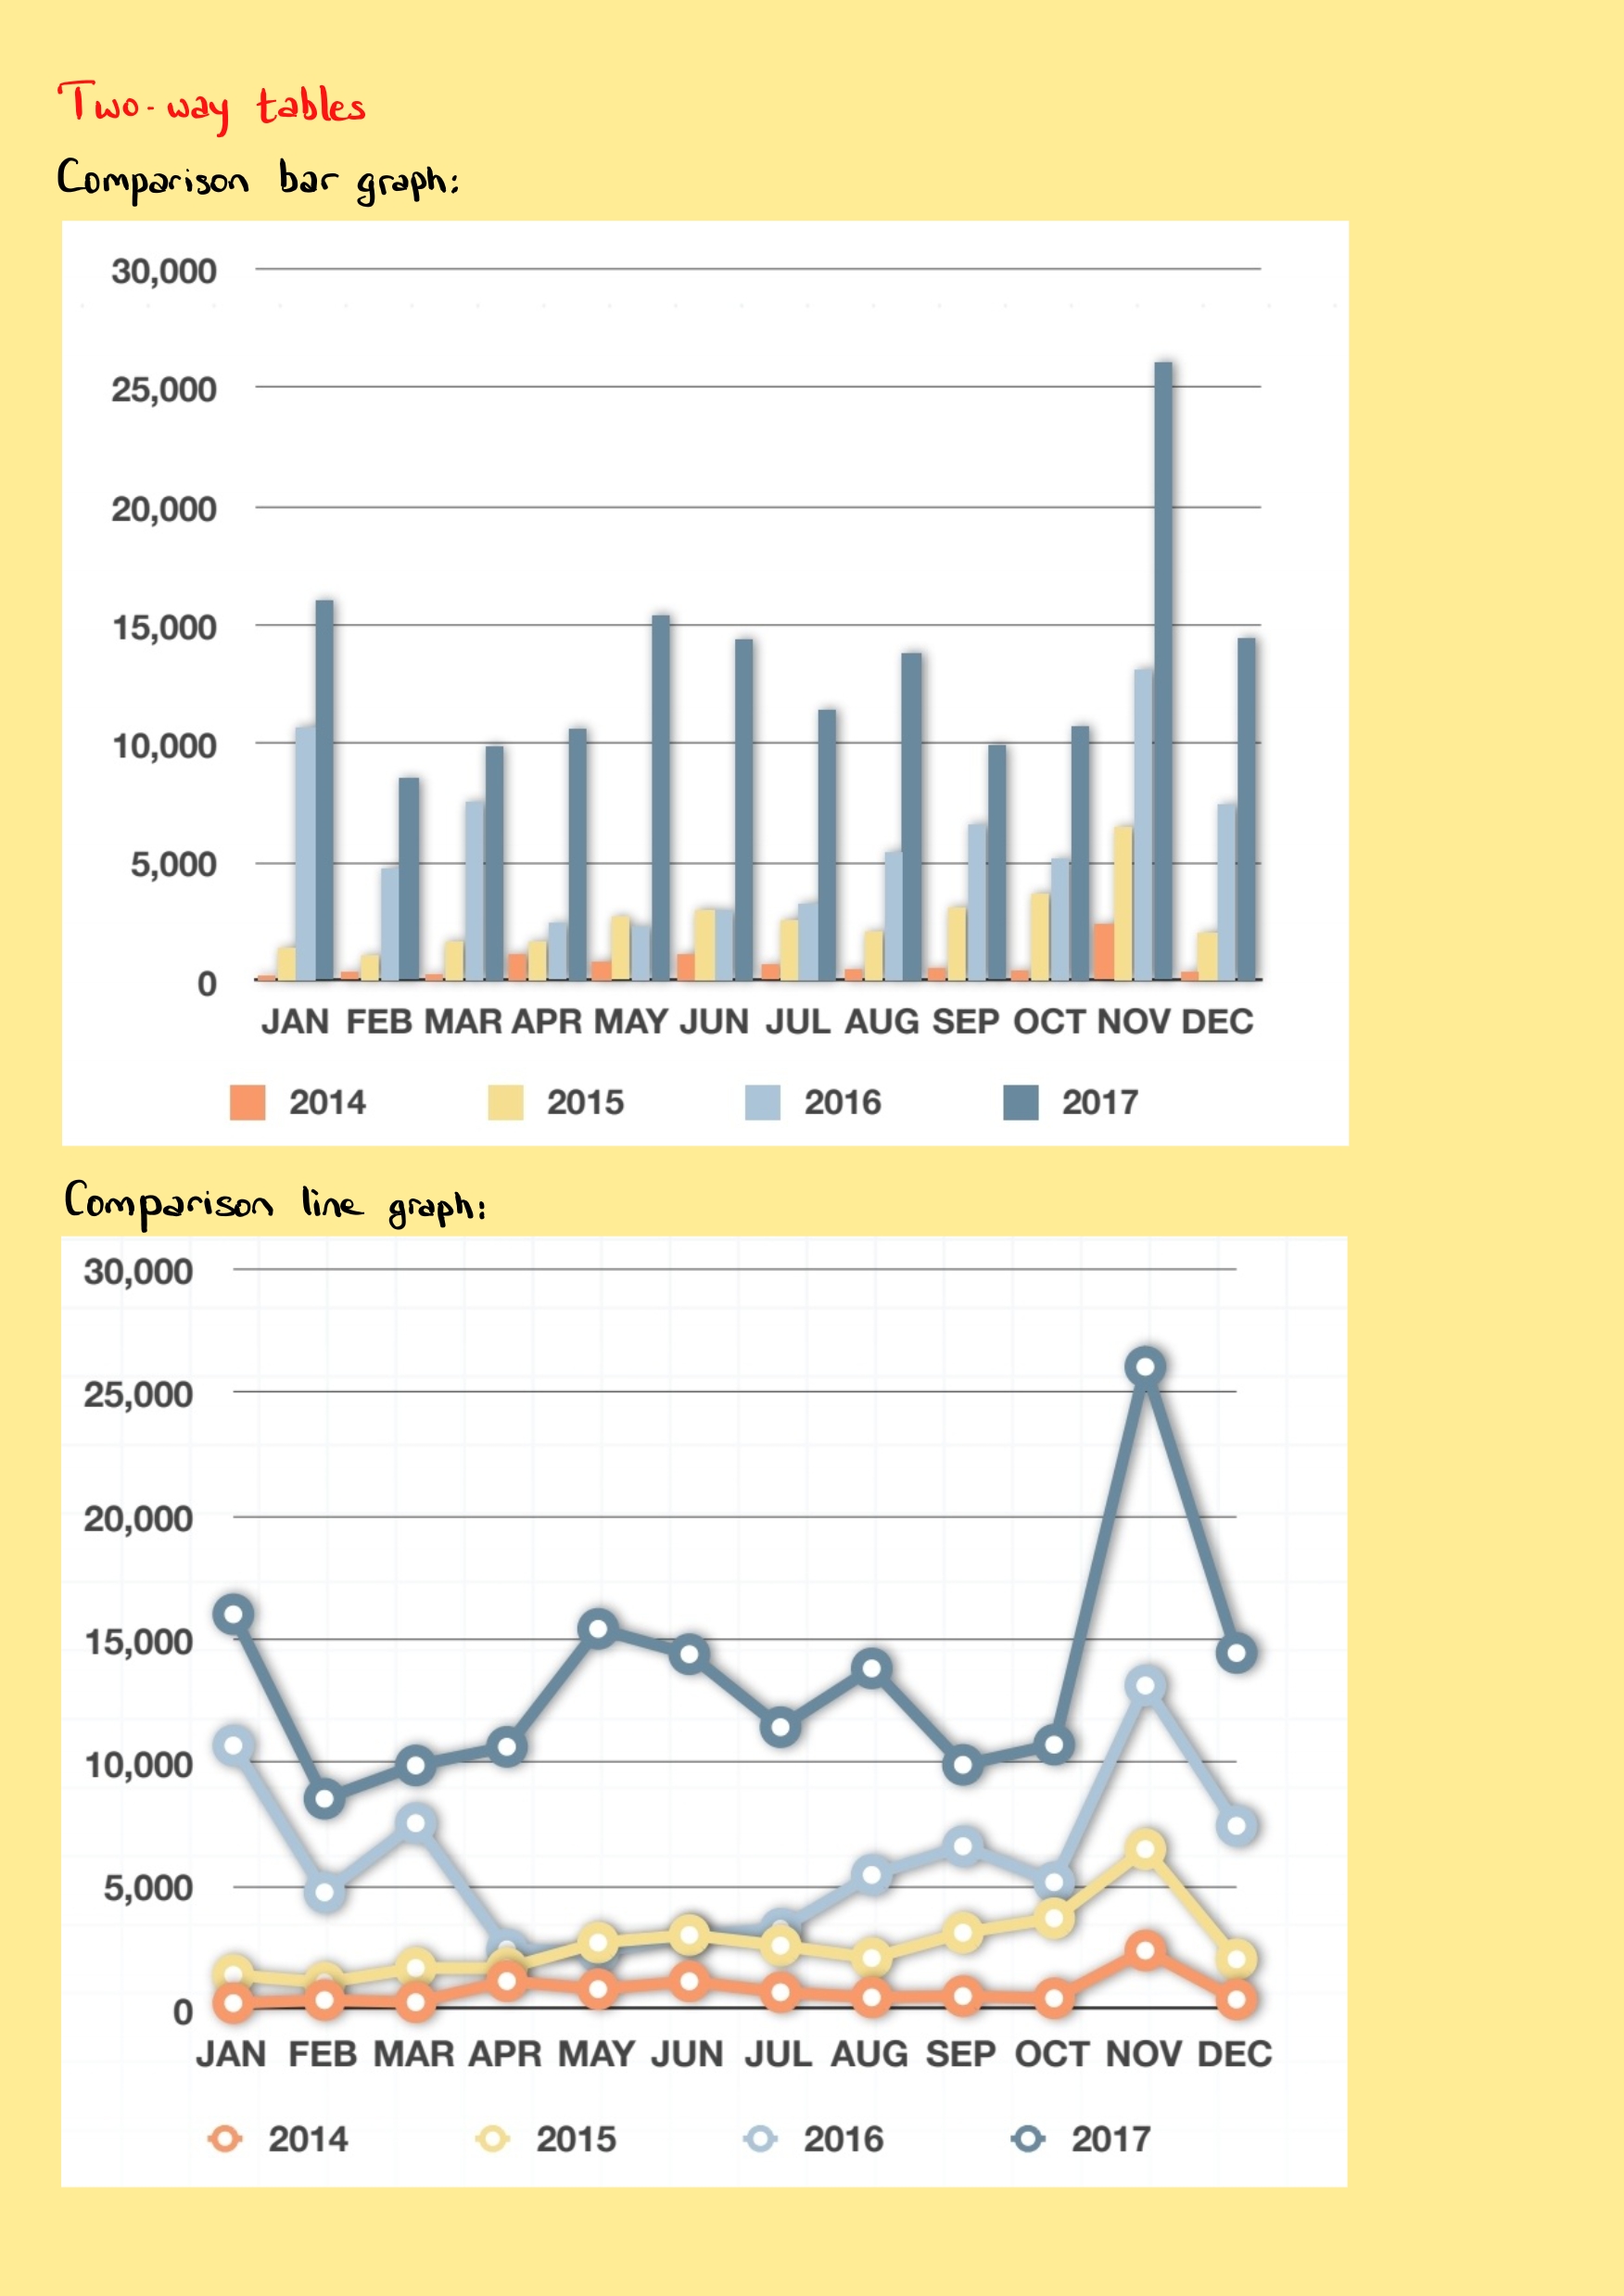 Two-way tables
Comparison bar graph:
30,000
25,000
20,000
15,000
10,000
5,000
0
JAN FEB MAR APR MAY JUN JUL AUG SEP OCT NOV DEC
2014 2015 2016 2017
Comparison line graph:
30,000
25,000
20,000
15,000
10,000
5,000
0
JAN FEB MAR APR MAY JUN JUL AUG SEP OCT NOV DEC
2014 2015 2016 2017